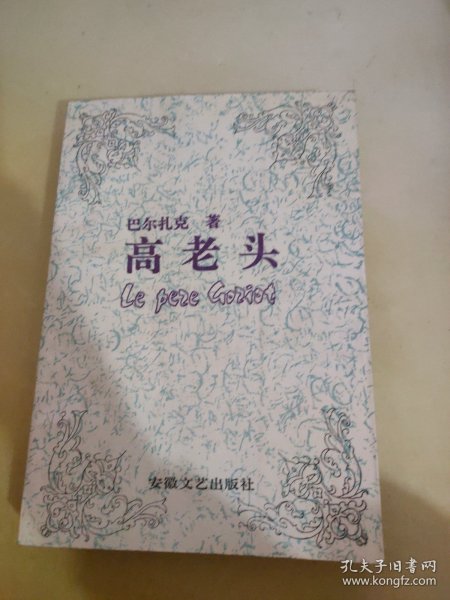 巴尔扎克 著
高老头
Le pere Goriot
安徽文艺出版社
孔夫子旧书网
www.kongfz.com